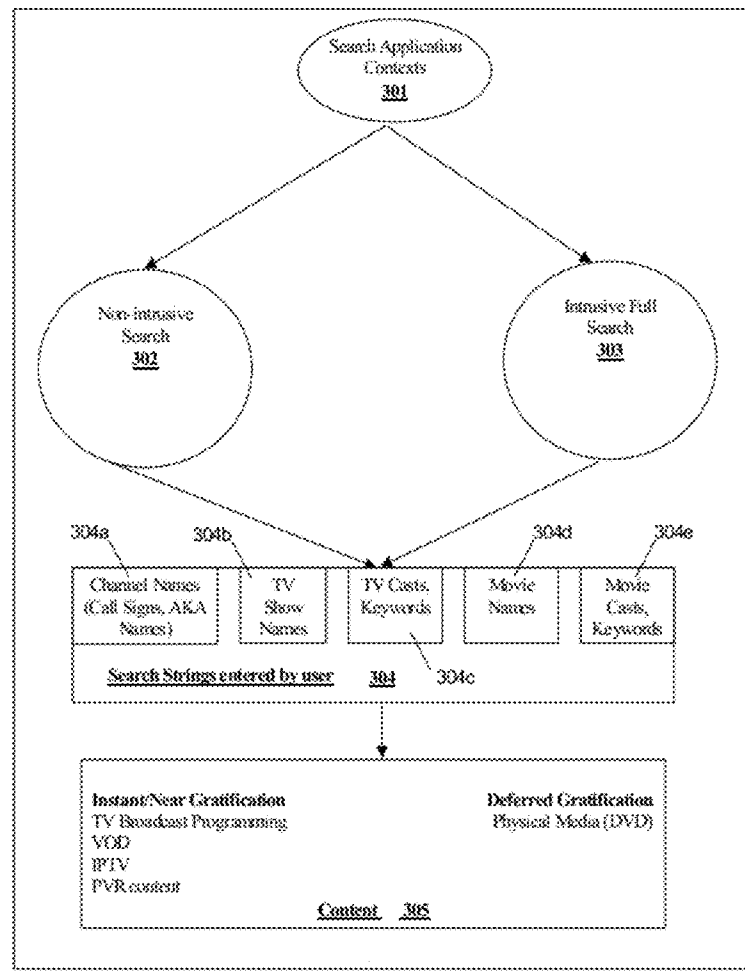 Search Application
Contexts
301
Non-intrusive
Search
302
Intrusive Full
Search
303
304a
304b
304d
304e
Channel Names
(Call Signs, AKA
Names)
TV
Show
Names
TV Casts,
Keywords
Movie
Names
Movie
Casts,
Keywords
Search Strings entered by user 304
304c
Instant/Near Gratification
TV Broadcast Programming
VOD
IPTV
PVR content
Deferred Gratification
Physical Media (DVD)
Content 305